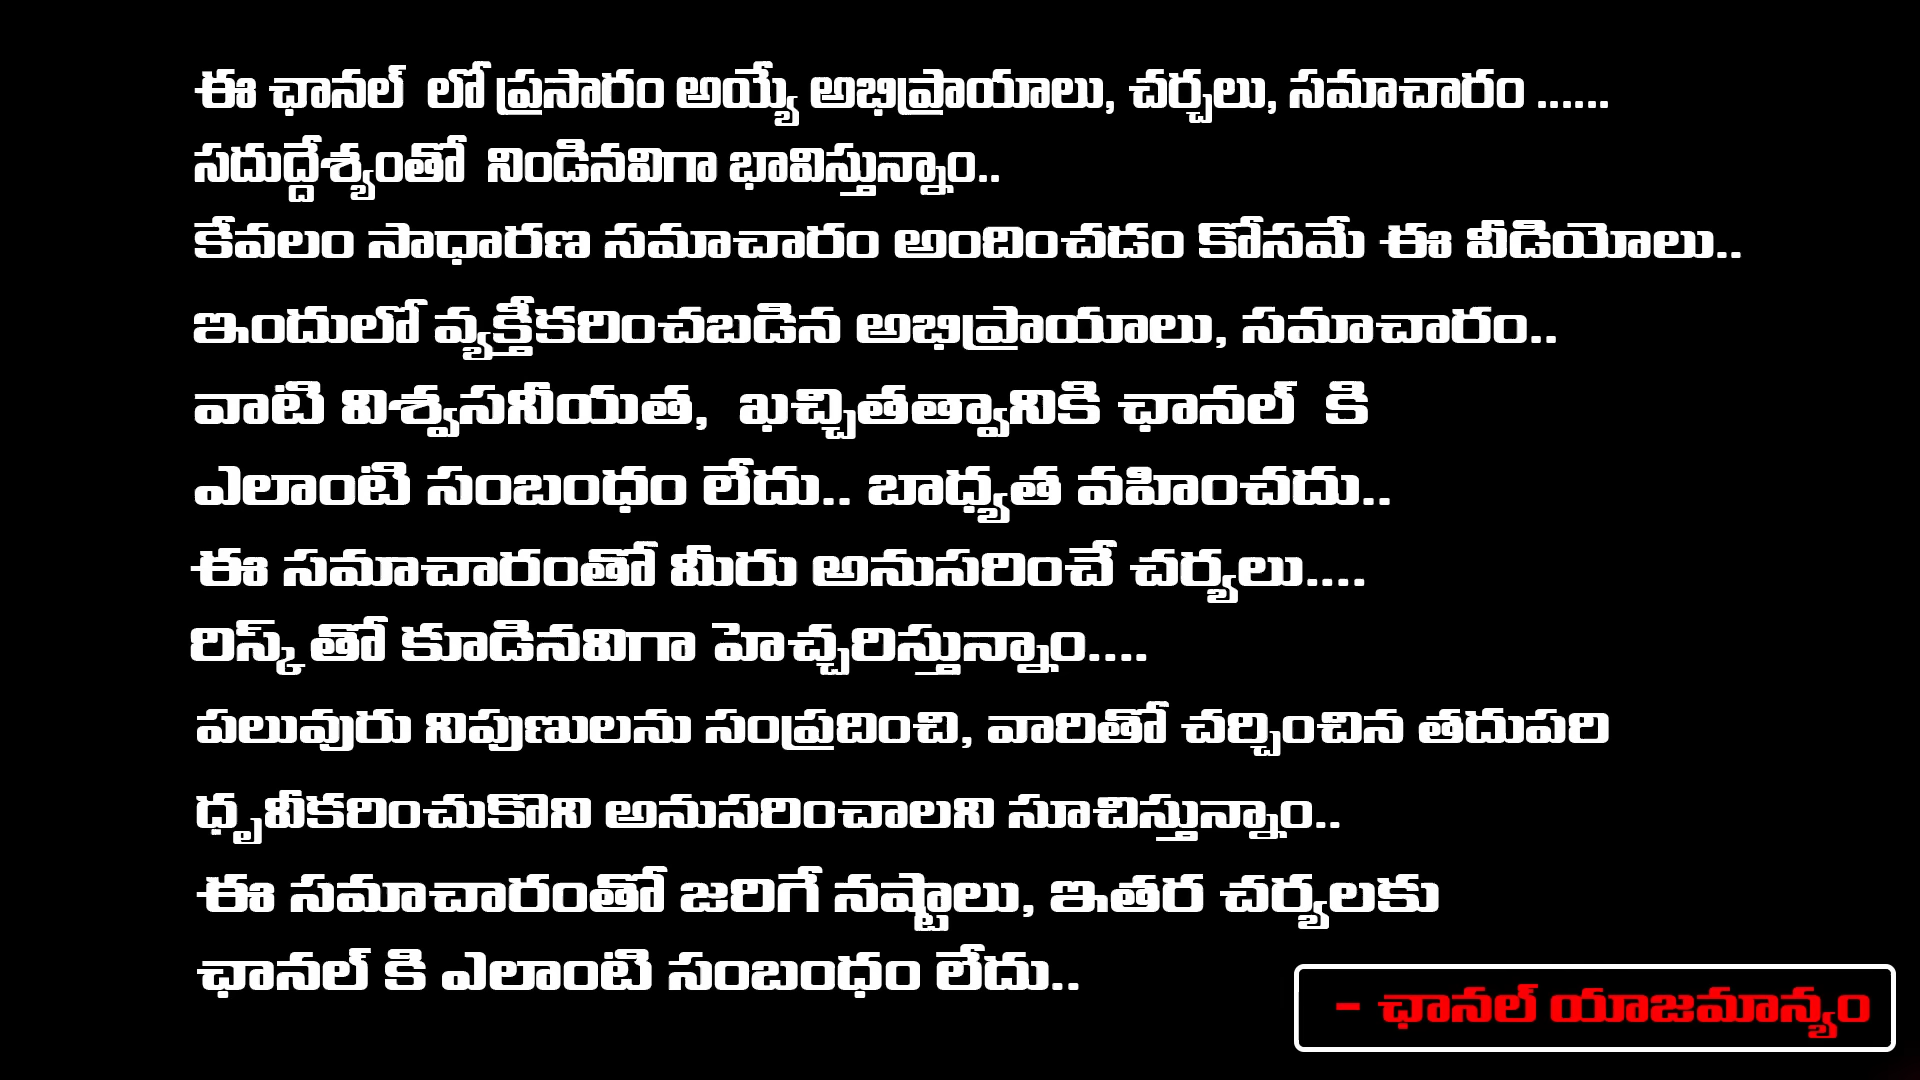 ఈ ఛానల్ లో ప్రసారం అయ్యే అభిప్రాయాలు, చర్చలు, సమాచారం ......
సదుద్దేశ్యంతో నిండినవిగా భావిస్తున్నాం..
కేవలం సాధారణ సమాచారం అందించడం కోసమే ఈ వీడియోలు..
ఇందులో వ్యక్తీకరించబడిన అభిప్రాయాలు, సమాచారం..
వాటి విశ్వసనీయత, ఖచ్చితత్వానికి ఛానల్ కి
ఎలాంటి సంబంధం లేదు.. బాధ్యత వహించదు..
ఈ సమాచారంతో మీరు అనుసరించే చర్యలు....
రిస్క్ తో కూడినవిగా హెచ్చరిస్తున్నాం....
పలువురు నిపుణులను సంప్రదించి, వారితో చర్చించిన తదుపరి
ధృవీకరించుకొని అనుసరించాలని సూచిస్తున్నాం..
ఈ సమాచారంతో జరిగే నష్టాలు, ఇతర చర్యలకు
ఛానల్ కి ఎలాంటి సంబంధం లేదు..
- ఛానల్ యాజమాన్యం